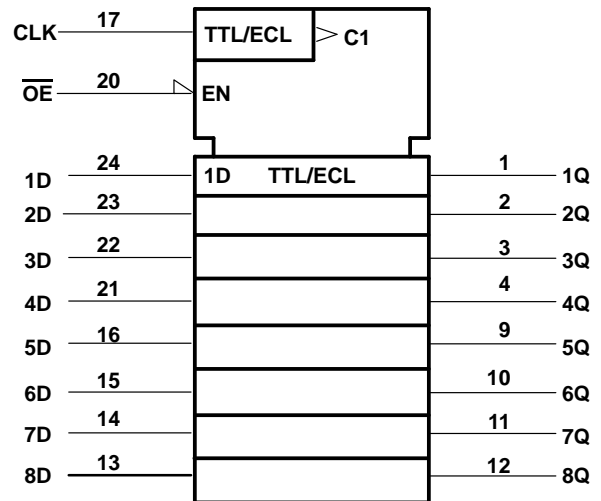 CLK 17 TTL/ECL C1
O̅E̅ 20 EN
1D 24 1D TTL/ECL 1 1Q
2D 23 2 2Q
3D 22 3 3Q
4D 21 4 4Q
5D 16 9 5Q
6D 15 10 6Q
7D 14 11 7Q
8D 13 12 8Q